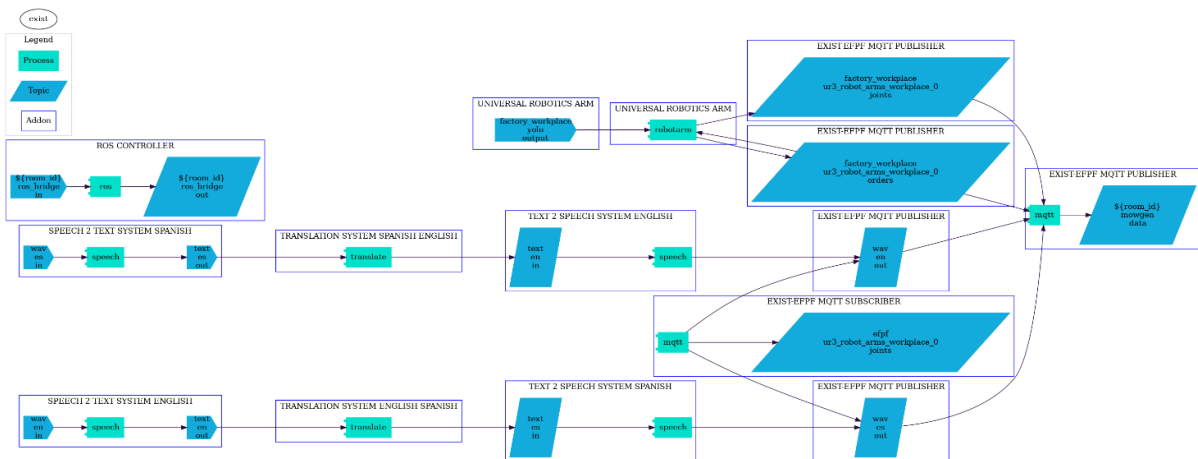 exist
Legend
Process
Topic
Addon
EXIST EFPF MQTT PUBLISHER
factory_workplace
ur3_robot_arms_workplace_0
joints
UNIVERSAL ROBOTICS ARM
factory_workplace
yolo
output
UNIVERSAL ROBOTICS ARM
robotarm
EXIST-EFPF MQTT PUBLISHER
factory_workplace
ur3_robot_arms_workplace_0
orders
ROS CONTROLLER
${room_id}
ros_bridge
in
ros
${room_id}
ros_bridge
out
EXIST-EFPF MQTT PUBLISHER
mqtt
${room_id}
mowgen
data
SPEECH 2 TEXT SYSTEM SPANISH
wav
es
in
speech
text
es
out
TRANSLATION SYSTEM SPANISH ENGLISH
translate
TEXT 2 SPEECH SYSTEM ENGLISH
text
en
in
speech
EXIST-EFPF MQTT PUBLISHER
wav
en
out
EXIST-EFPF MQTT SUBSCRIBER
mqtt
efpf
ur3_robot_arms_workplace_0
joints
SPEECH 2 TEXT SYSTEM ENGLISH
wav
en
in
speech
text
en
out
TRANSLATION SYSTEM ENGLISH SPANISH
translate
TEXT 2 SPEECH SYSTEM SPANISH
text
es
in
speech
EXIST-EFPF MQTT PUBLISHER
wav
es
out